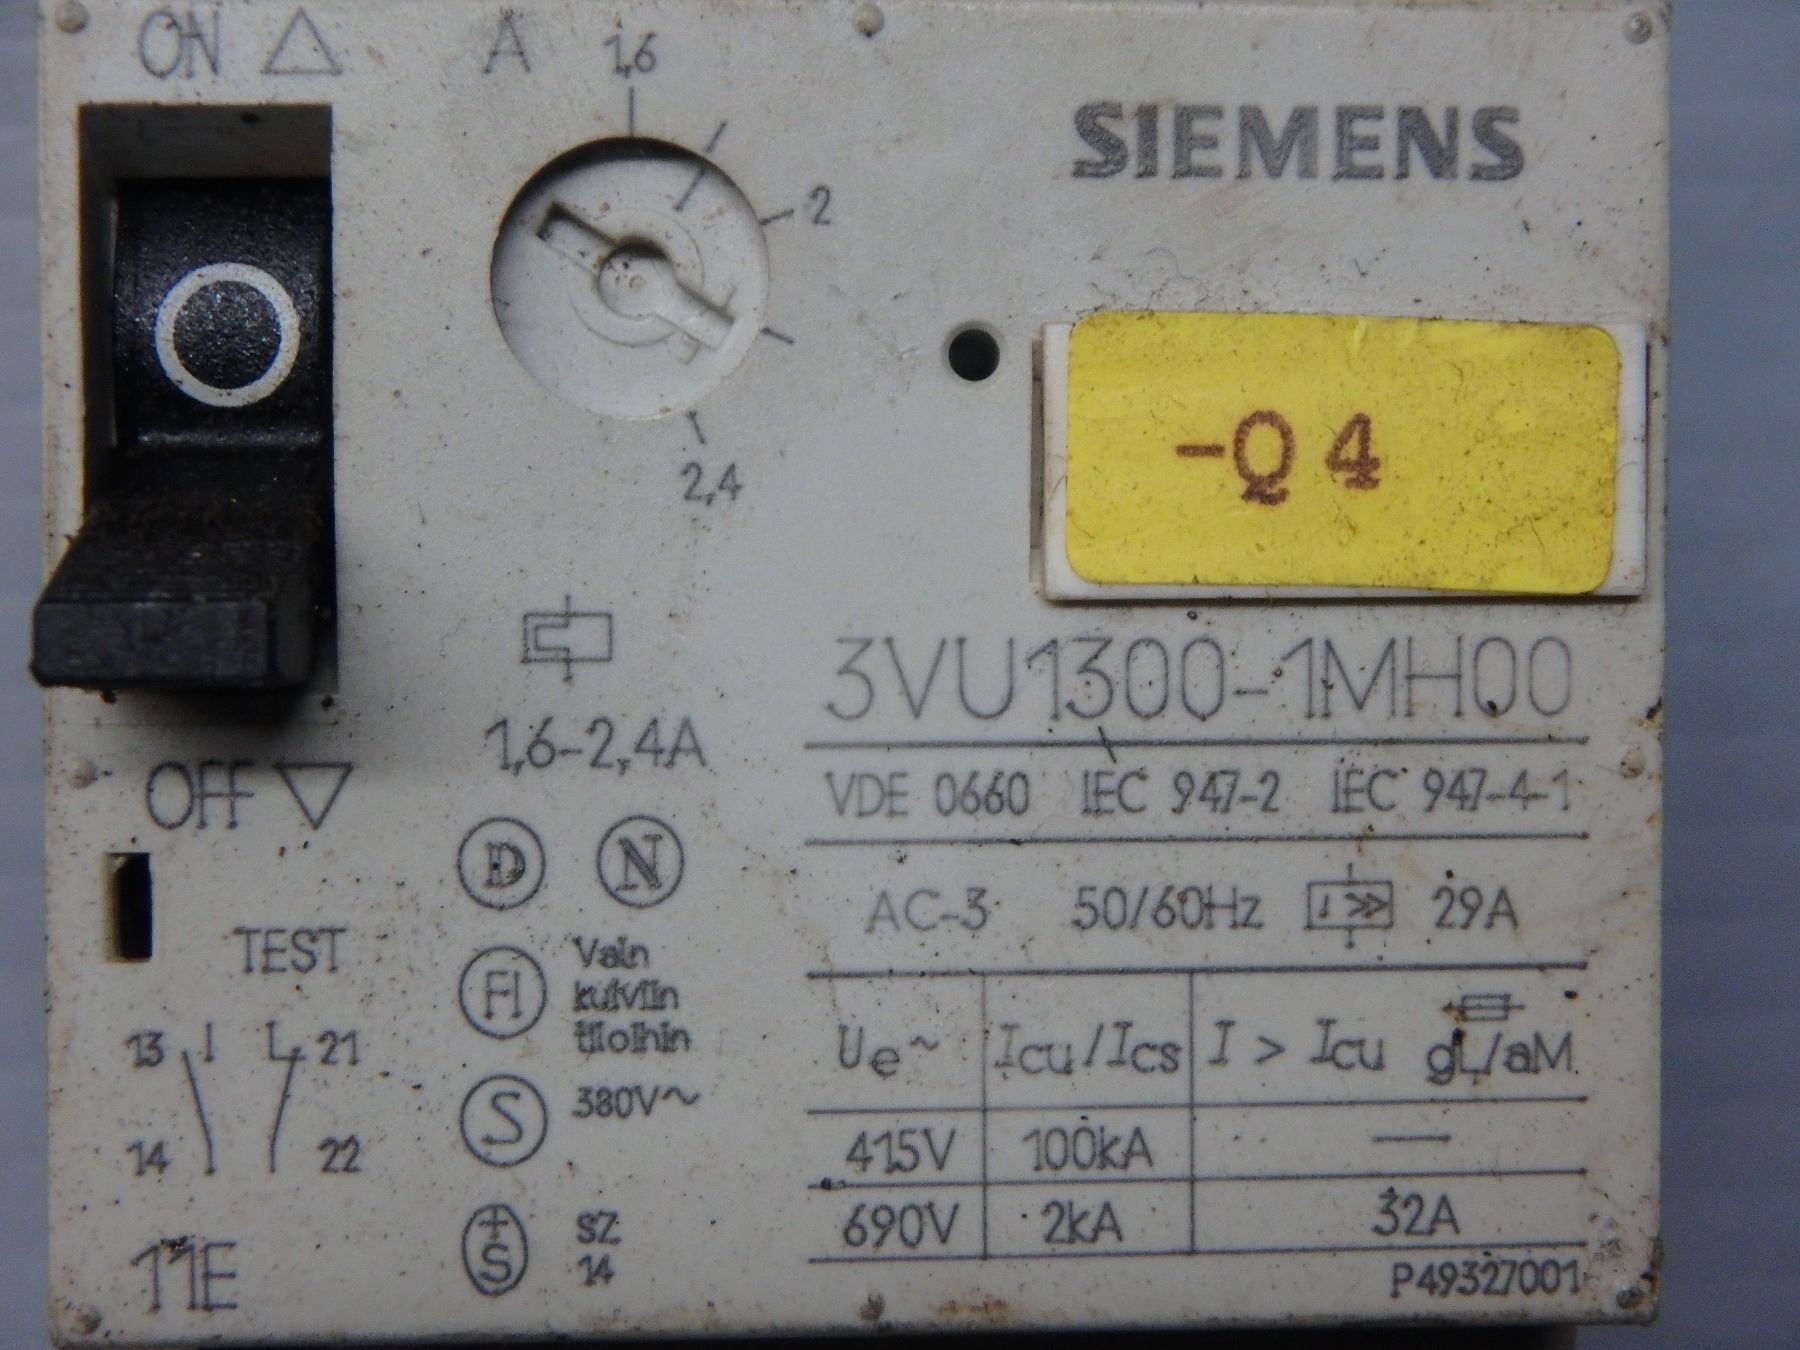 ON △ A 1,6
SIEMENS
2
-Q 4
2,4
3VU1300-1MH00
1,6-2,4A
OFF ▽
VDE 0660 IEC 947-2 IEC 947-4-1
D N
AC-3 50/60Hz I >> 29A
TEST
FI Vain
kuiviin
tiloihin
13 21
Ue~ Icu/Ics I > Icu gL/aM
S 380V~
14 22
415V 100kA —
690V 2kA 32A
+S SZ
14
11E
P49327001